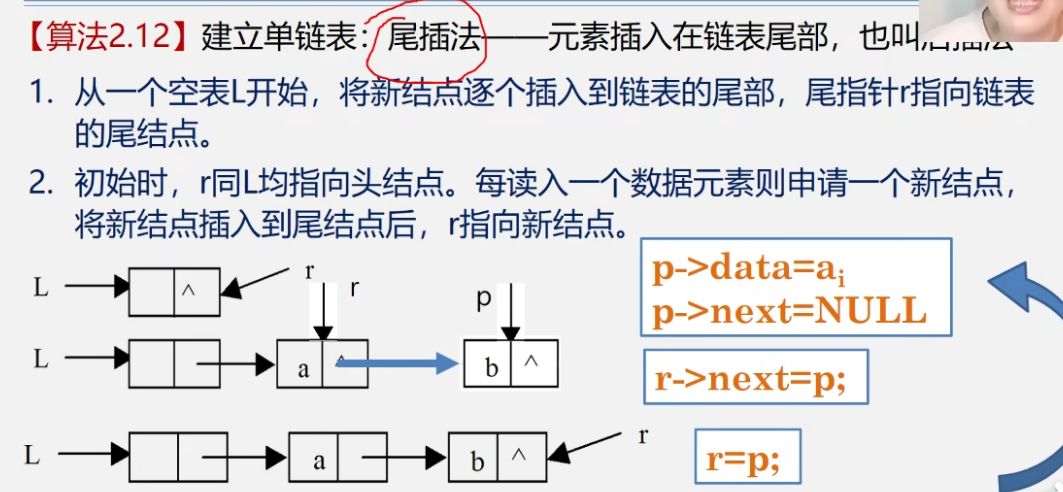 【算法2.12】建立单链表：尾插法——元素插入在链表尾部，也叫后插法
1. 从一个空表L开始，将新结点逐个插入到链表的尾部，尾指针r指向链表
的尾结点。
2. 初始时，r同L均指向头结点。每读入一个数据元素则申请一个新结点，
将新结点插入到尾结点后，r指向新结点。
L ^ r
r p
L a ^ b ^
L a b ^ r
p->data=aᵢ
p->next=NULL
r->next=p;
r=p;